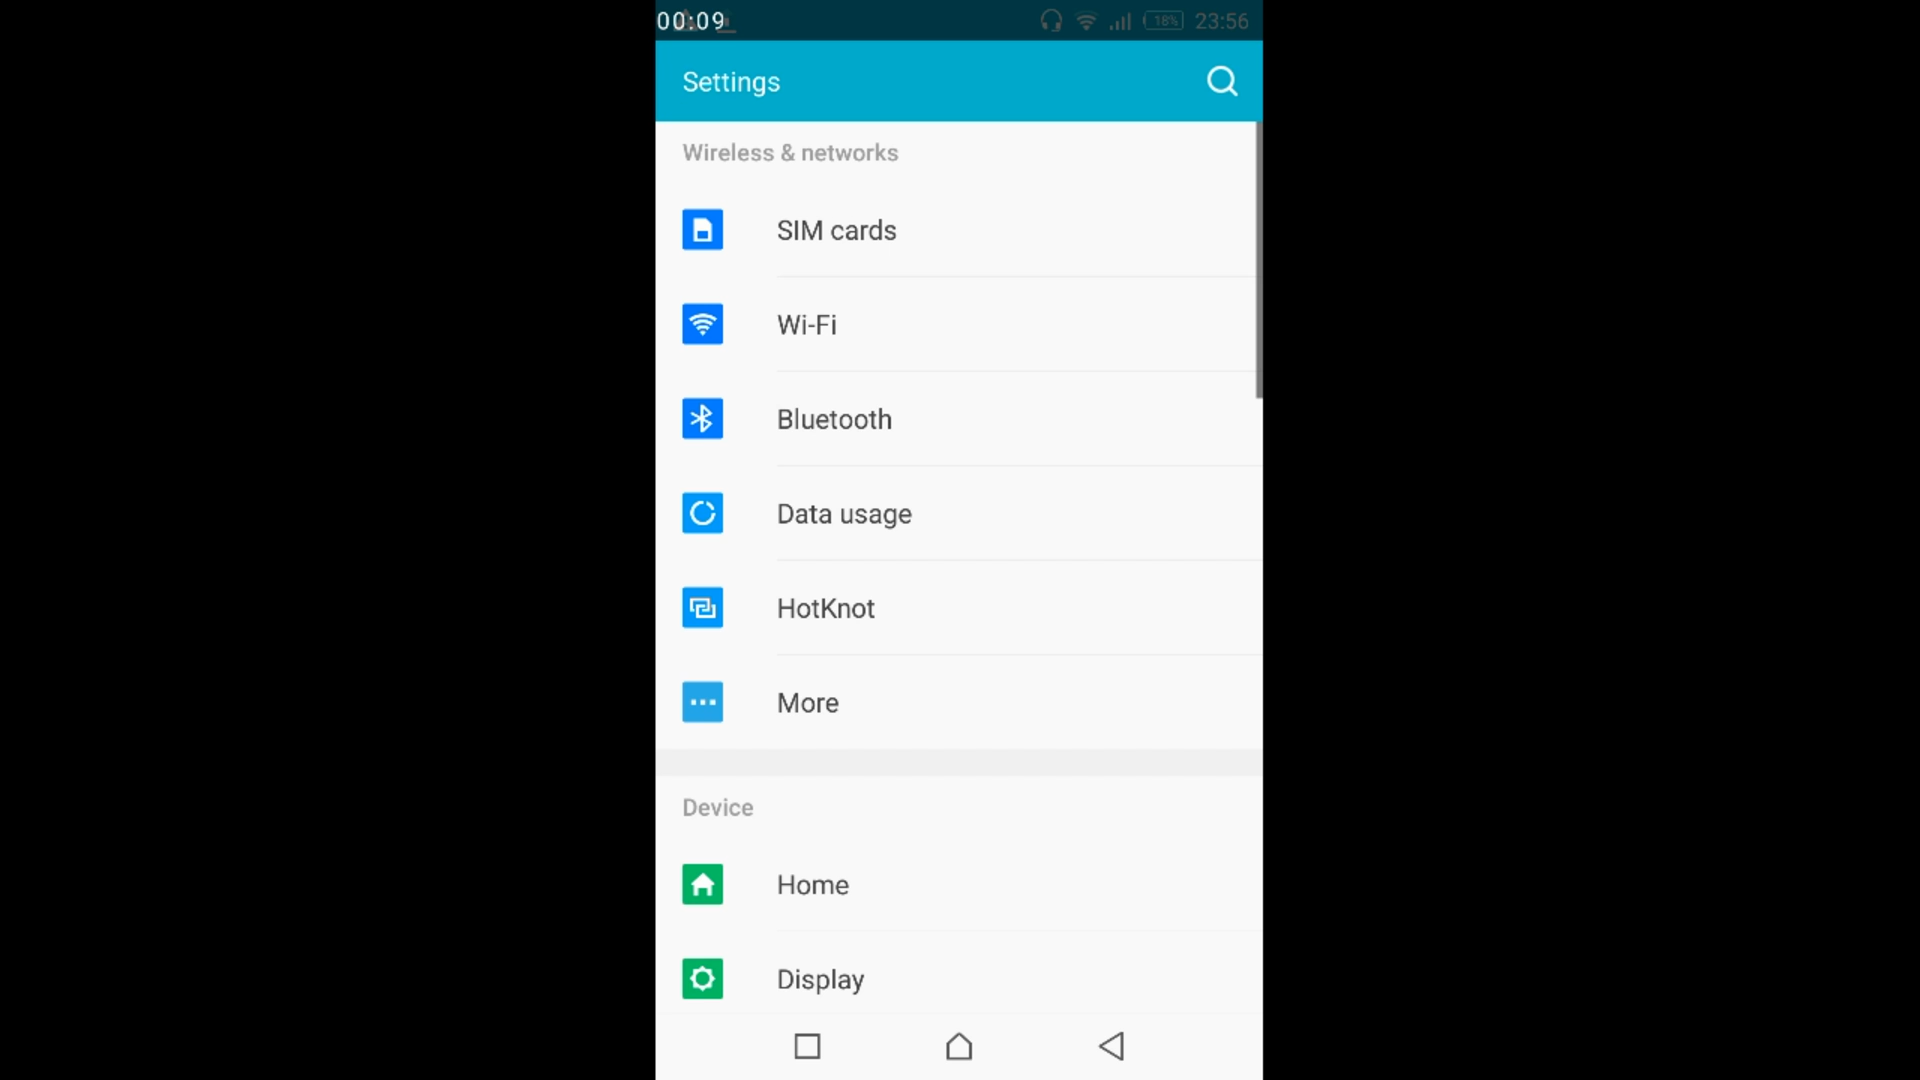 00:09 18% 23:56
Settings
Wireless & networks
SIM cards
Wi-Fi
Bluetooth
Data usage
HotKnot
More
Device
Home
Display